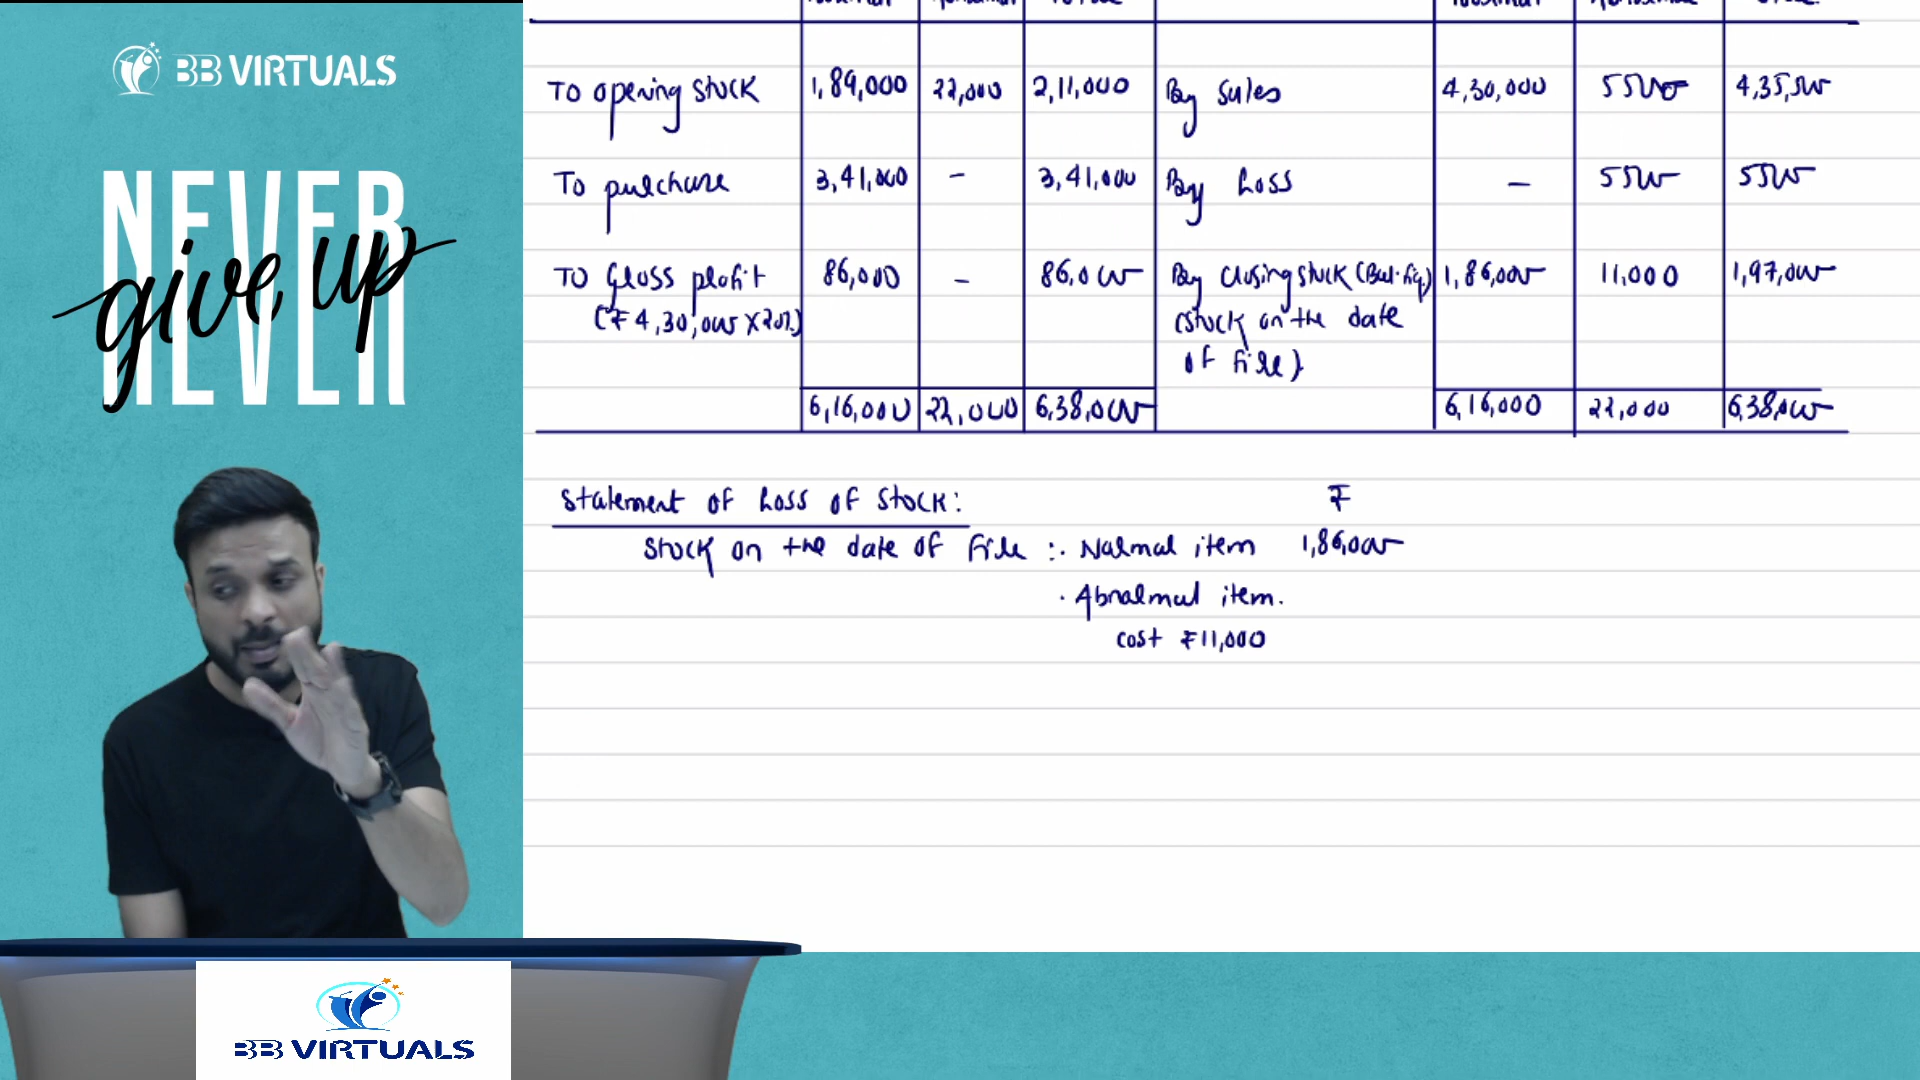 BB VIRTUALS
NEVER
give up
NEVER
To opening stock 1,89,000 22,000 2,11,000 By Sales 4,30,000 5500 4,35,500
To purchase 3,41,000 - 3,41,000 By Loss - 5500 5500
To Gross profit 86,000 - 86,000 By Closing stock (Bal. fig.) 1,86,000 11,000 1,97,000
(₹ 4,30,000 x 20%) (Stock on the date
of fire)
6,16,000 22,000 6,38,000 6,16,000 22,000 6,38,000
Statement of Loss of Stock: ₹
Stock on the date of Fire :. Normal item 1,86,000
. Abnormal item.
cost ₹11,000
BB VIRTUALS